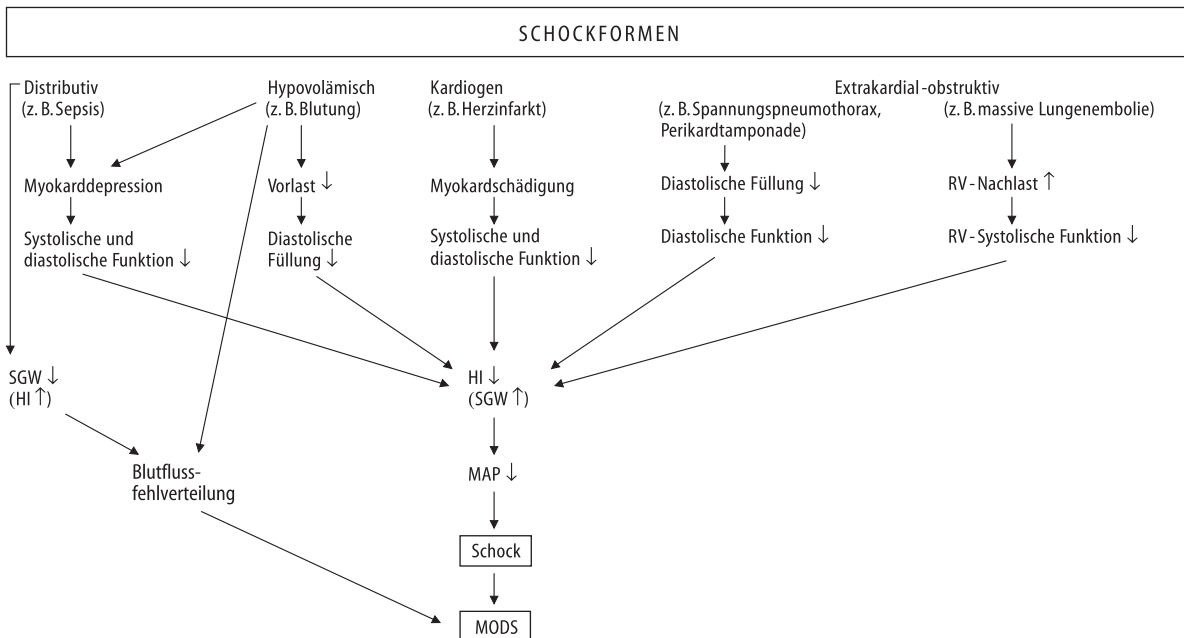 SCHOCKFORMEN
Distributiv
(z. B. Sepsis)
Hypovolämisch
(z. B. Blutung)
Kardiogen
(z. B. Herzinfarkt)
Extrakardial-obstruktiv
(z. B. Spannungspneumothorax,
Perikardtamponade)
(z. B. massive Lungenembolie)
Myokarddepression
Vorlast ↓
Myokardschädigung
Diastolische Füllung ↓
RV-Nachlast ↑
Systolische und
diastolische Funktion ↓
Diastolische
Füllung ↓
Systolische und
diastolische Funktion ↓
Diastolische Funktion ↓
RV-Systolische Funktion ↓
SGW ↓
(HI ↑)
HI ↓
(SGW ↑)
Blutfluss-
fehlverteilung
MAP ↓
Schock
MODS